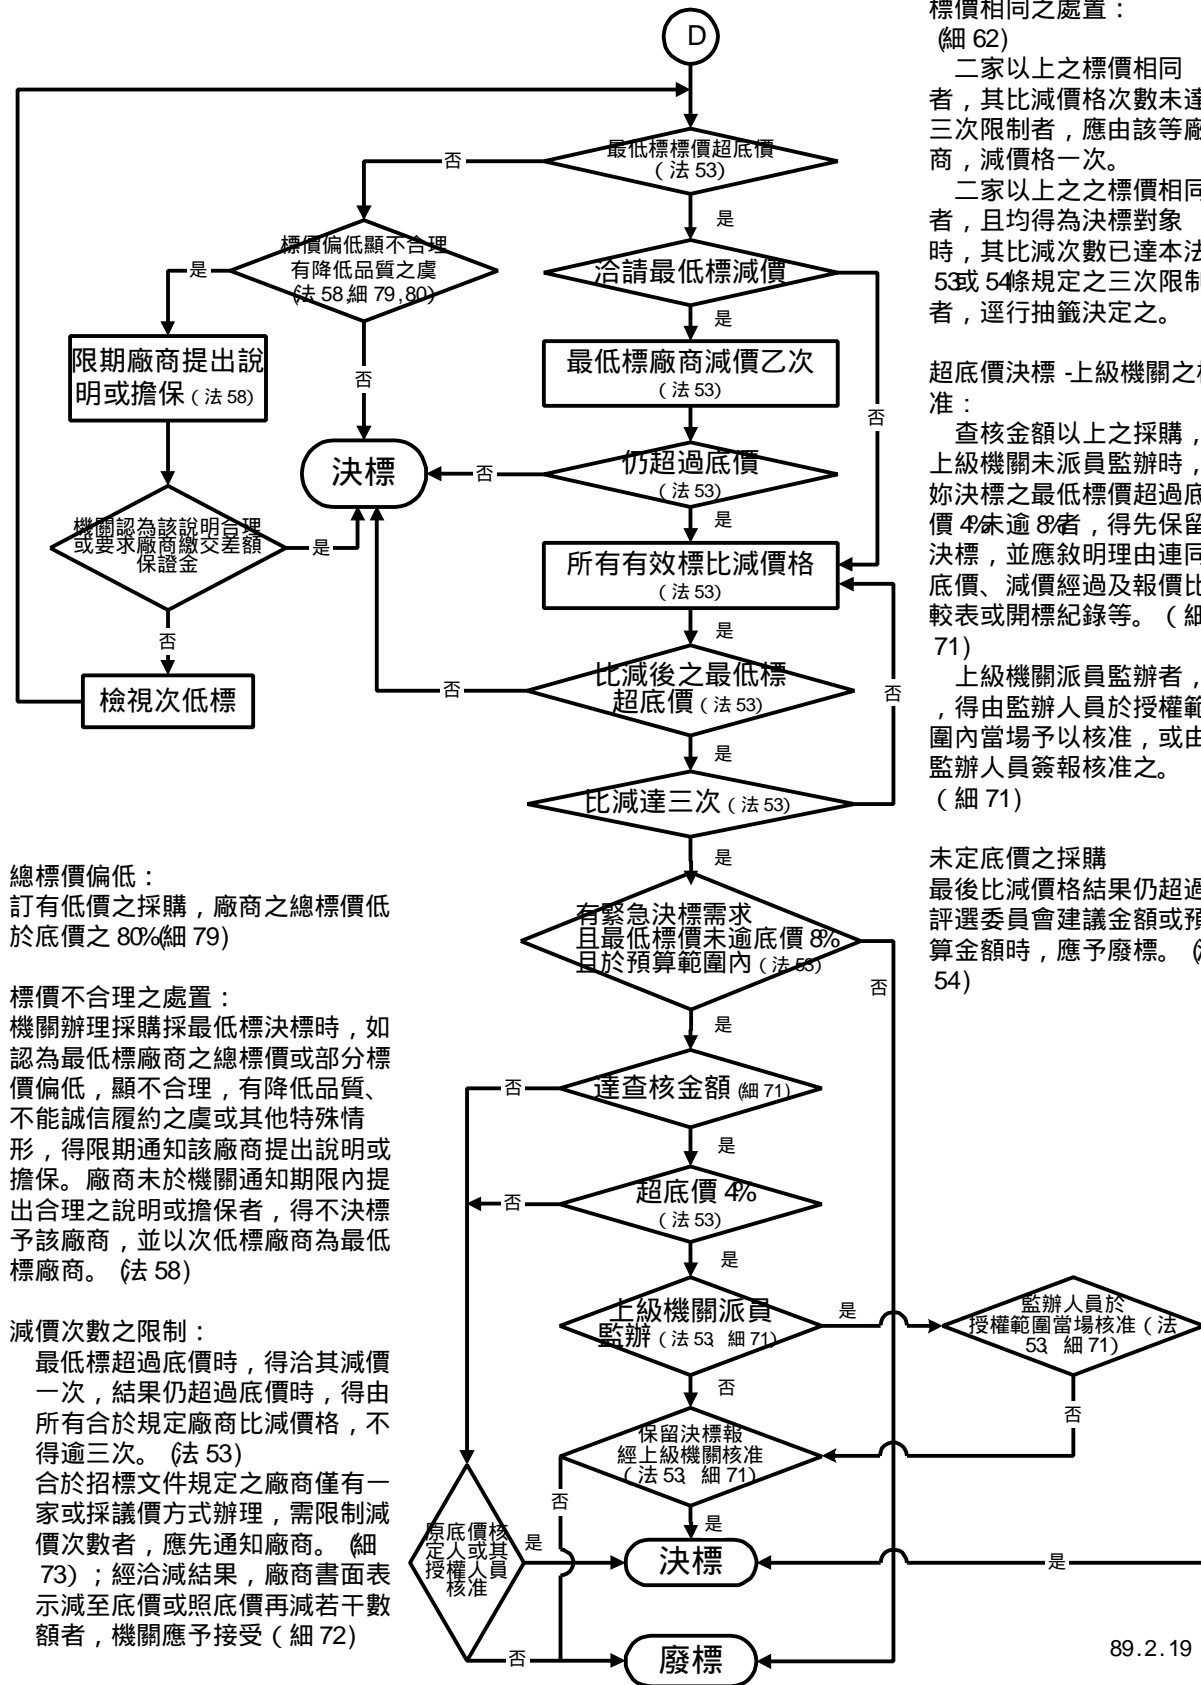 D
最低標標價超底價
（法 53）
否
是
標價偏低顯不合理
有降低品質之虞
(法 58,細 79,80)
是
否
洽請最低標減價
是
否
限期廠商提出說
明或擔保（法 58）
最低標廠商減價乙次
（法 53）
決標
否
仍超過底價
（法 53）
是
機關認為該說明合理
或要求廠商繳交差額
保證金
是
否
所有有效標比減價格
（法 53）
是
檢視次低標
否
比減後之最低標
超底價（法 53）
否
是
比減達三次（法 53）
是
有緊急決標需求
且最低標價未逾底價 8%
且於預算範圍內（法 53）
否
是
否
達查核金額(細 71)
是
否
超底價 4%
（法 53）
是
上級機關派員
監辦（法 53、細 71）
是
監辦人員於
授權範圍當場核准（法
53、細 71）
否
否
保留決標報
經上級機關核准
（法 53、細 71）
否
是
原底價核
定人或其
授權人員
核准
是
決標
是
否
廢標
總標價偏低：
訂有低價之採購，廠商之總標價低
於底價之 80%(細 79)
標價不合理之處置：
機關辦理採購採最低標決標時，如
認為最低標廠商之總標價或部分標
價偏低，顯不合理，有降低品質、
不能誠信履約之虞或其他特殊情
形，得限期通知該廠商提出說明或
擔保。廠商未於機關通知期限內提
出合理之說明或擔保者，得不決標
予該廠商，並以次低標廠商為最低
標廠商。(法 58)
減價次數之限制：
最低標超過底價時，得洽其減價
一次，結果仍超過底價時，得由
所有合於規定廠商比減價格，不
得逾三次。(法 53)
合於招標文件規定之廠商僅有一
家或採議價方式辦理，需限制減
價次數者，應先通知廠商。(細
73)；經洽減結果，廠商書面表
示減至底價或照底價再減若干數
額者，機關應予接受（細 72）
標價相同之處置：
(細 62)
二家以上之標價相同
者，其比減價格次數未達
三次限制者，應由該等廠
商，減價格一次。
二家以上之之標價相同
者，且均得為決標對象
時，其比減次數已達本法
53或 54條規定之三次限制
者，逕行抽籤決定之。
超底價決標 -上級機關之核
准：
查核金額以上之採購，
上級機關未派員監辦時，
妳決標之最低標價超過底
價 4%未逾 8%者，得先保留
決標，並應敘明理由連同
底價、減價經過及報價比
較表或開標紀錄等。（細
71)
上級機關派員監辦者，
，得由監辦人員於授權範
圍內當場予以核准，或由
監辦人員簽報核准之。
（細 71）
未定底價之採購
最後比減價格結果仍超過
評選委員會建議金額或預
算金額時，應予廢標。(法
54)
89.2.19